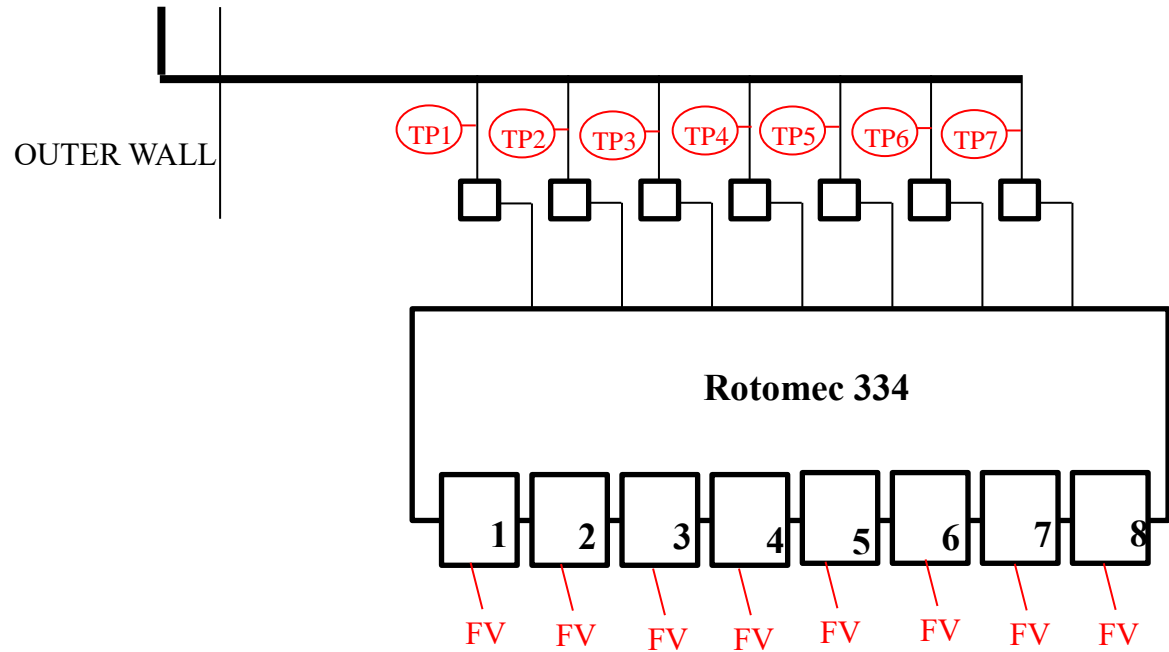 TP1
TP2
TP3
TP4
TP5
TP6
TP7
OUTER WALL
Rotomec 334
1
2
3
4
5
6
7
8
FV
FV
FV
FV
FV
FV
FV
FV